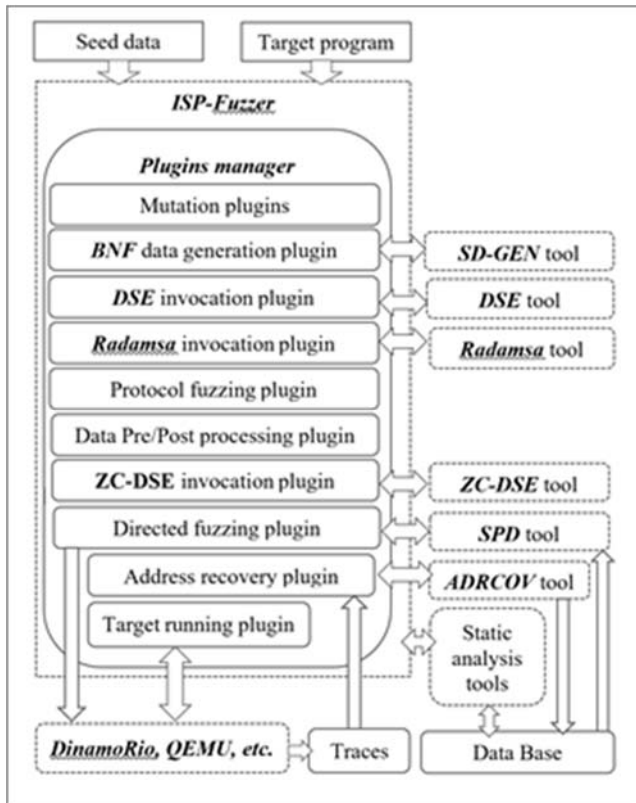 Seed data
Target program
ISP-Fuzzer
Plugins manager
Mutation plugins
BNF data generation plugin
SD-GEN tool
DSE invocation plugin
DSE tool
Radamsa invocation plugin
Radamsa tool
Protocol fuzzing plugin
Data Pre/Post processing plugin
ZC-DSE invocation plugin
ZC-DSE tool
Directed fuzzing plugin
SPD tool
Address recovery plugin
ADRCOV tool
Target running plugin
Static
analysis
tools
DinamoRio, QEMU, etc.
Traces
Data Base